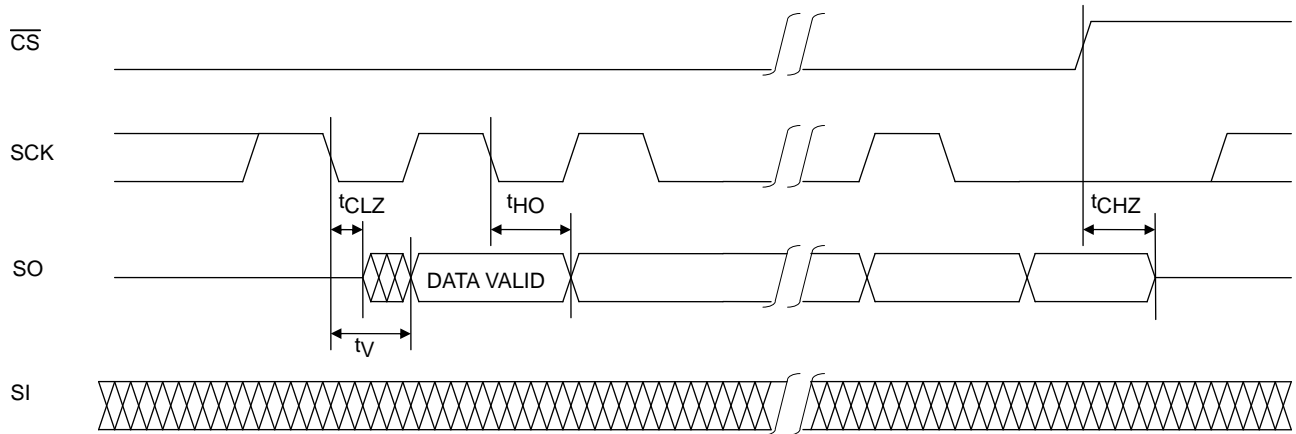 CS
SCK
tCLZ
tHO
tCHZ
SO
DATA VALID
tV
SI